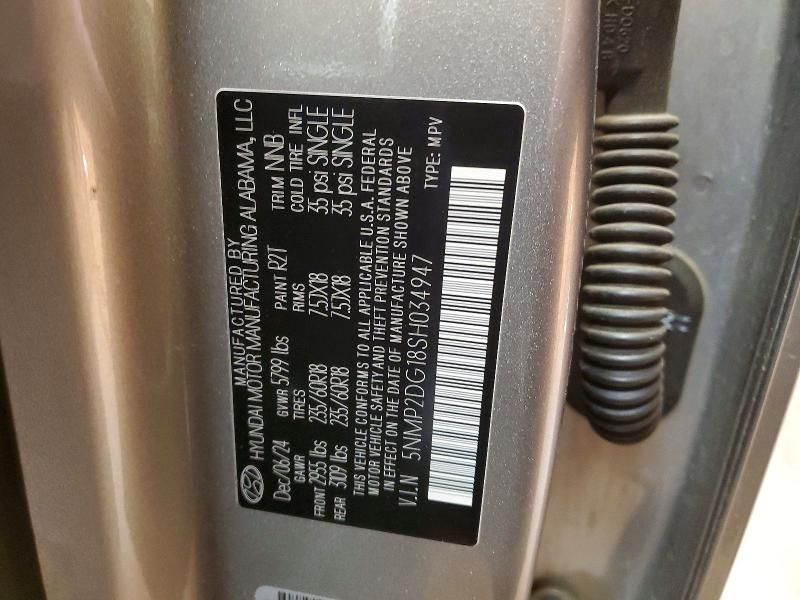 MANUFACTURED BY
HYUNDAI MOTOR MANUFACTURING ALABAMA, LLC
Dec/06/24 GVWR 5799 lbs PAINT R2T TRIM NNB
GAWR TIRES RIMS COLD TIRE INFL
FRONT 2955 lbs 235/60R18 7.5JX18 35 psi SINGLE
REAR 3109 lbs 235/60R18 7.5JX18 35 psi SINGLE
THIS VEHICLE CONFORMS TO ALL APPLICABLE U.S.A. FEDERAL
MOTOR VEHICLE SAFETY AND THEFT PREVENTION STANDARDS
IN EFFECT ON THE DATE OF MANUFACTURE SHOWN ABOVE
V.I.N 5NMP2DG18SH034947 TYPE: MPV